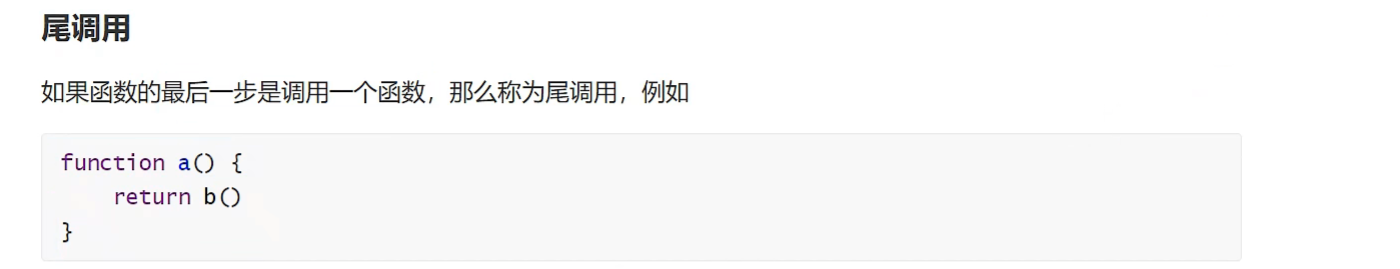 尾调用
如果函数的最后一步是调用一个函数，那么称为尾调用，例如
function a() {
    return b()
}